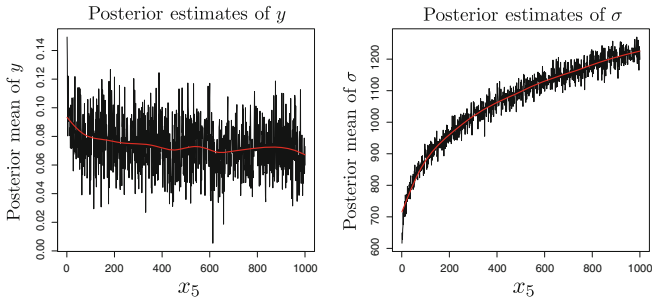 Posterior estimates of y
Posterior mean of y
0.00 0.02 0.04 0.06 0.08 0.10 0.12 0.14
0 200 400 600 800 1000
x5
Posterior estimates of σ
Posterior mean of σ
600 700 800 900 1000 1100 1200
0 200 400 600 800 1000
x5